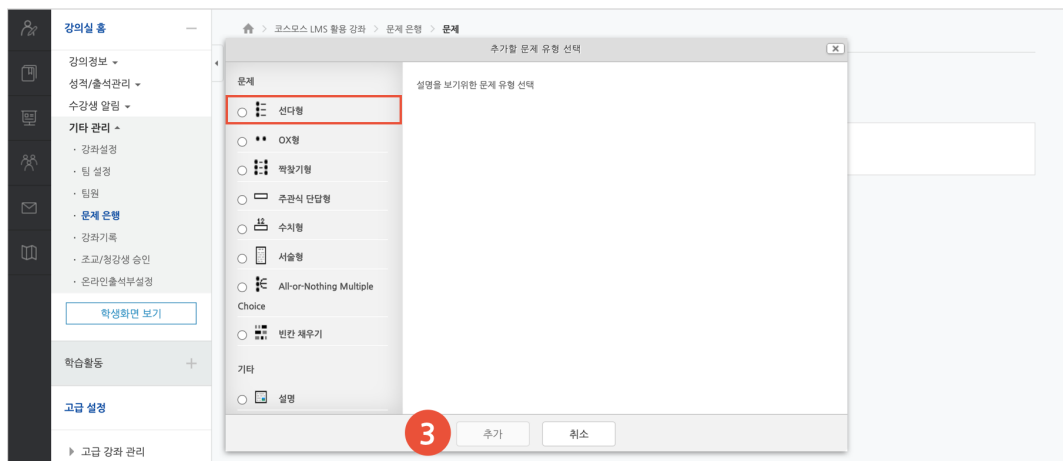 강의실 홈
강의정보
성적/출석관리
수강생 알림
기타 관리
· 강좌설정
· 팀 설정
· 팀원
· 문제 은행
· 강좌기록
· 조교/청강생 승인
· 온라인출석부설정
학생화면 보기
학습활동
고급 설정
고급 강좌 관리
코스모스 LMS 활용 강좌 > 문제 은행 > 문제
추가할 문제 유형 선택
문제
선다형
OX형
짝찾기형
주관식 단답형
12 수치형
서술형
All-or-Nothing Multiple
Choice
빈칸 채우기
기타
설명
설명을 보기위한 문제 유형 선택
3 추가 취소